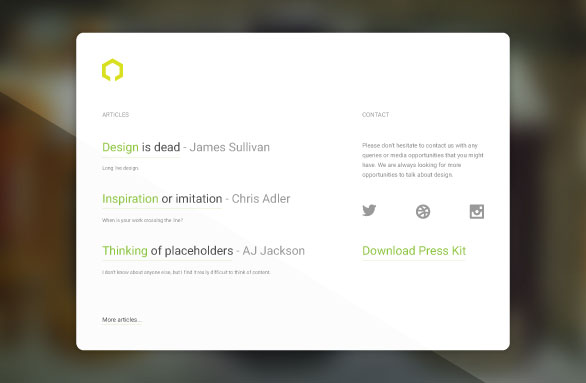 ARTICLES
Design is dead - James Sullivan
Long live design.
Inspiration or imitation - Chris Adler
When is your work crossing the line?
Thinking of placeholders - AJ Jackson
I don't know about anyone else, but I find it really difficult to think of content.
More articles...
CONTACT
Please don't hesitate to contact us with any
queries or media opportunities that you might
have. We are always looking for more
opportunities to talk about design.
Download Press Kit